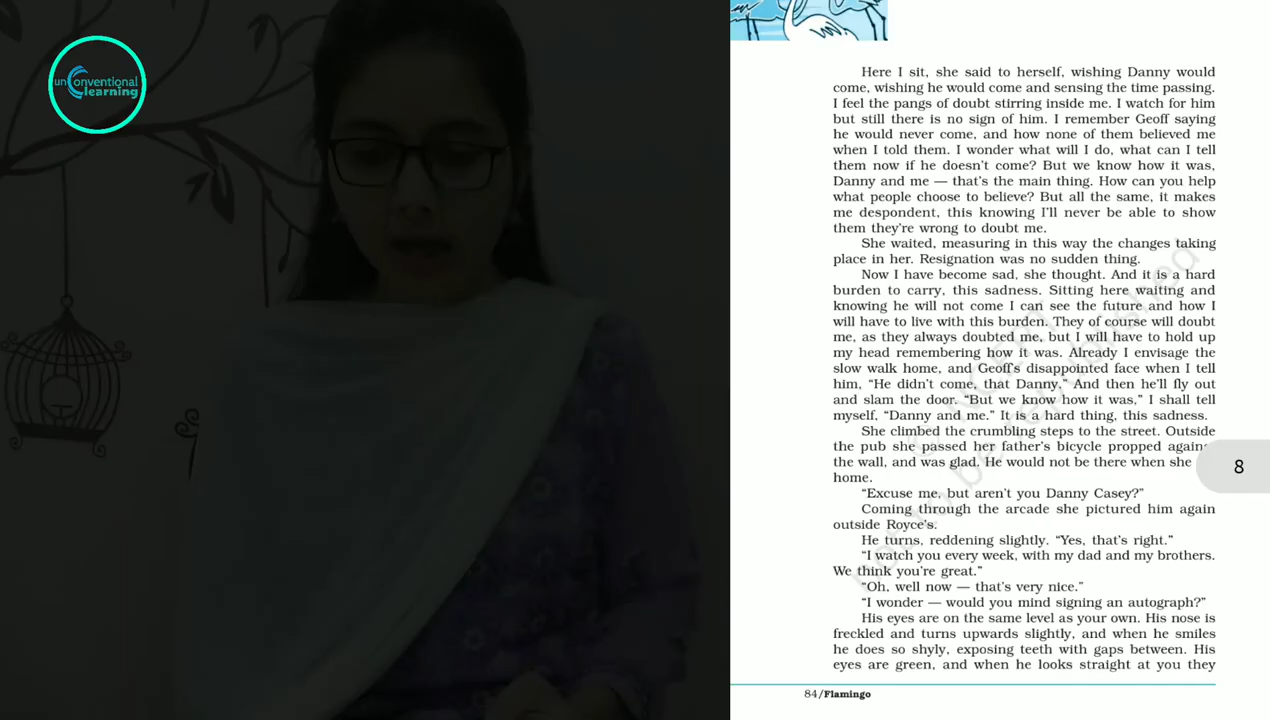 unconventional
learning
Here I sit, she said to herself, wishing Danny would
come, wishing he would come and sensing the time passing.
I feel the pangs of doubt stirring inside me. I watch for him
but still there is no sign of him. I remember Geoff saying
he would never come, and how none of them believed me
when I told them. I wonder what will I do, what can I tell
them now if he doesn't come? But we know how it was,
Danny and me — that's the main thing. How can you help
what people choose to believe? But all the same, it makes
me despondent, this knowing I'll never be able to show
them they're wrong to doubt me.
She waited, measuring in this way the changes taking
place in her. Resignation was no sudden thing.
Now I have become sad, she thought. And it is a hard
burden to carry, this sadness. Sitting here waiting and
knowing he will not come I can see the future and how I
will have to live with this burden. They of course will doubt
me, as they always doubted me, but I will have to hold up
my head remembering how it was. Already I envisage the
slow walk home, and Geoff's disappointed face when I tell
him, “He didn't come, that Danny.” And then he'll fly out
and slam the door. “But we know how it was,” I shall tell
myself, “Danny and me.” It is a hard thing, this sadness.
She climbed the crumbling steps to the street. Outside
the pub she passed her father's bicycle propped
the wall, and was glad. He would not be there when she
home.
8
“Excuse me, but aren't you Danny Casey?”
Coming through the arcade she pictured him again
outside Royce's.
He turns, reddening slightly. “Yes, that's right.”
“I watch you every week, with my dad and my brothers.
We think you're great.”
“Oh, well now — that's very nice.”
“I wonder — would you mind signing an autograph?”
His eyes are on the same level as your own. His nose is
freckled and turns upwards slightly, and when he smiles
he does so shyly, exposing teeth with gaps between. His
eyes are green, and when he looks straight at you they
84/Flamingo